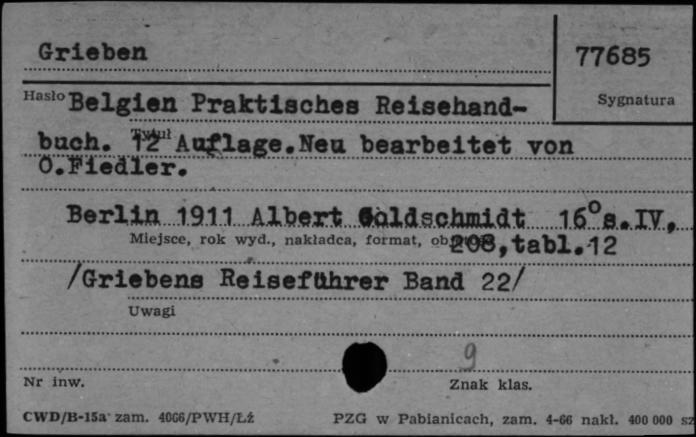 Grieben
77685
Hasło
Sygnatura
Belgien Praktisches Reisehand-
Tytuł
buch. 12 Auflage.Neu bearbeitet von
O.Fiedler.
Berlin 1911 Albert Goldschmidt 16° s.IV,
Miejsce, rok wyd., nakładca, format,
208,tabl.12
/Griebens Reiseführer Band 22/
Uwagi
9
Nr inw.
Znak klas.
CWD/B-15a zam. 4066/PWH/Łż
PZG w Pabianicach, zam. 4-66 nakł. 400 000 sz